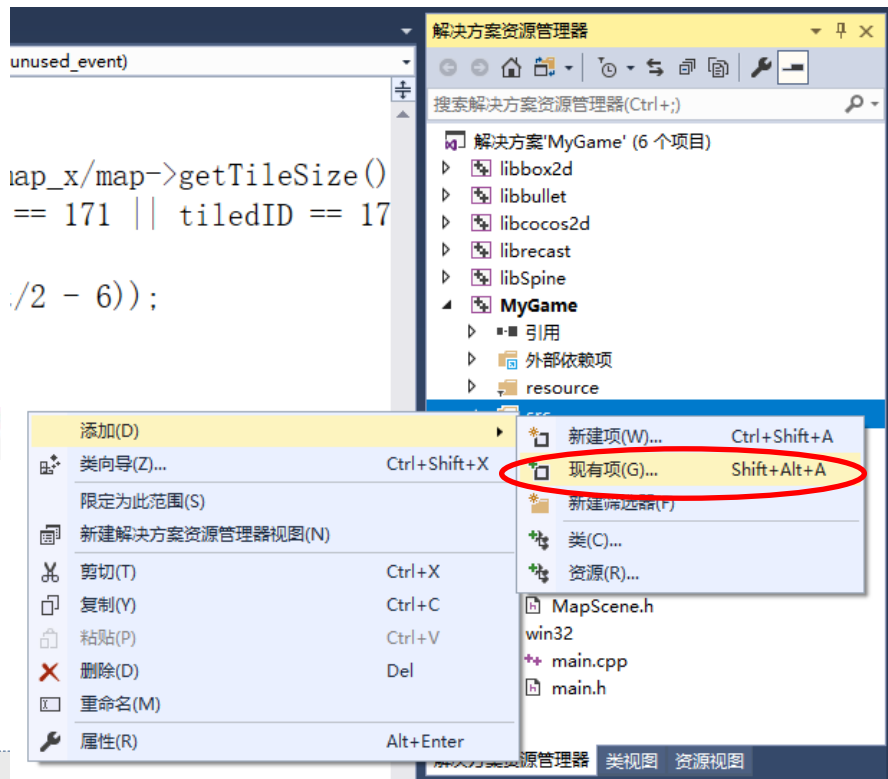 unused_event)
map_x/map->getTileSize()
== 171 || tiledID == 17
/2 - 6));
解决方案资源管理器
搜索解决方案资源管理器(Ctrl+;)
解决方案'MyGame' (6 个项目)
libbox2d
libbullet
libcocos2d
librecast
libSpine
MyGame
引用
外部依赖项
resource
src
添加(D)
类向导(Z)... Ctrl+Shift+X
限定为此范围(S)
新建解决方案资源管理器视图(N)
剪切(T) Ctrl+X
复制(Y) Ctrl+C
粘贴(P) Ctrl+V
删除(D) Del
重命名(M)
属性(R) Alt+Enter
新建项(W)... Ctrl+Shift+A
现有项(G)... Shift+Alt+A
新建筛选器(F)
类(C)...
资源(R)...
MapScene.h
win32
main.cpp
main.h
解决方案资源管理器 类视图 资源视图